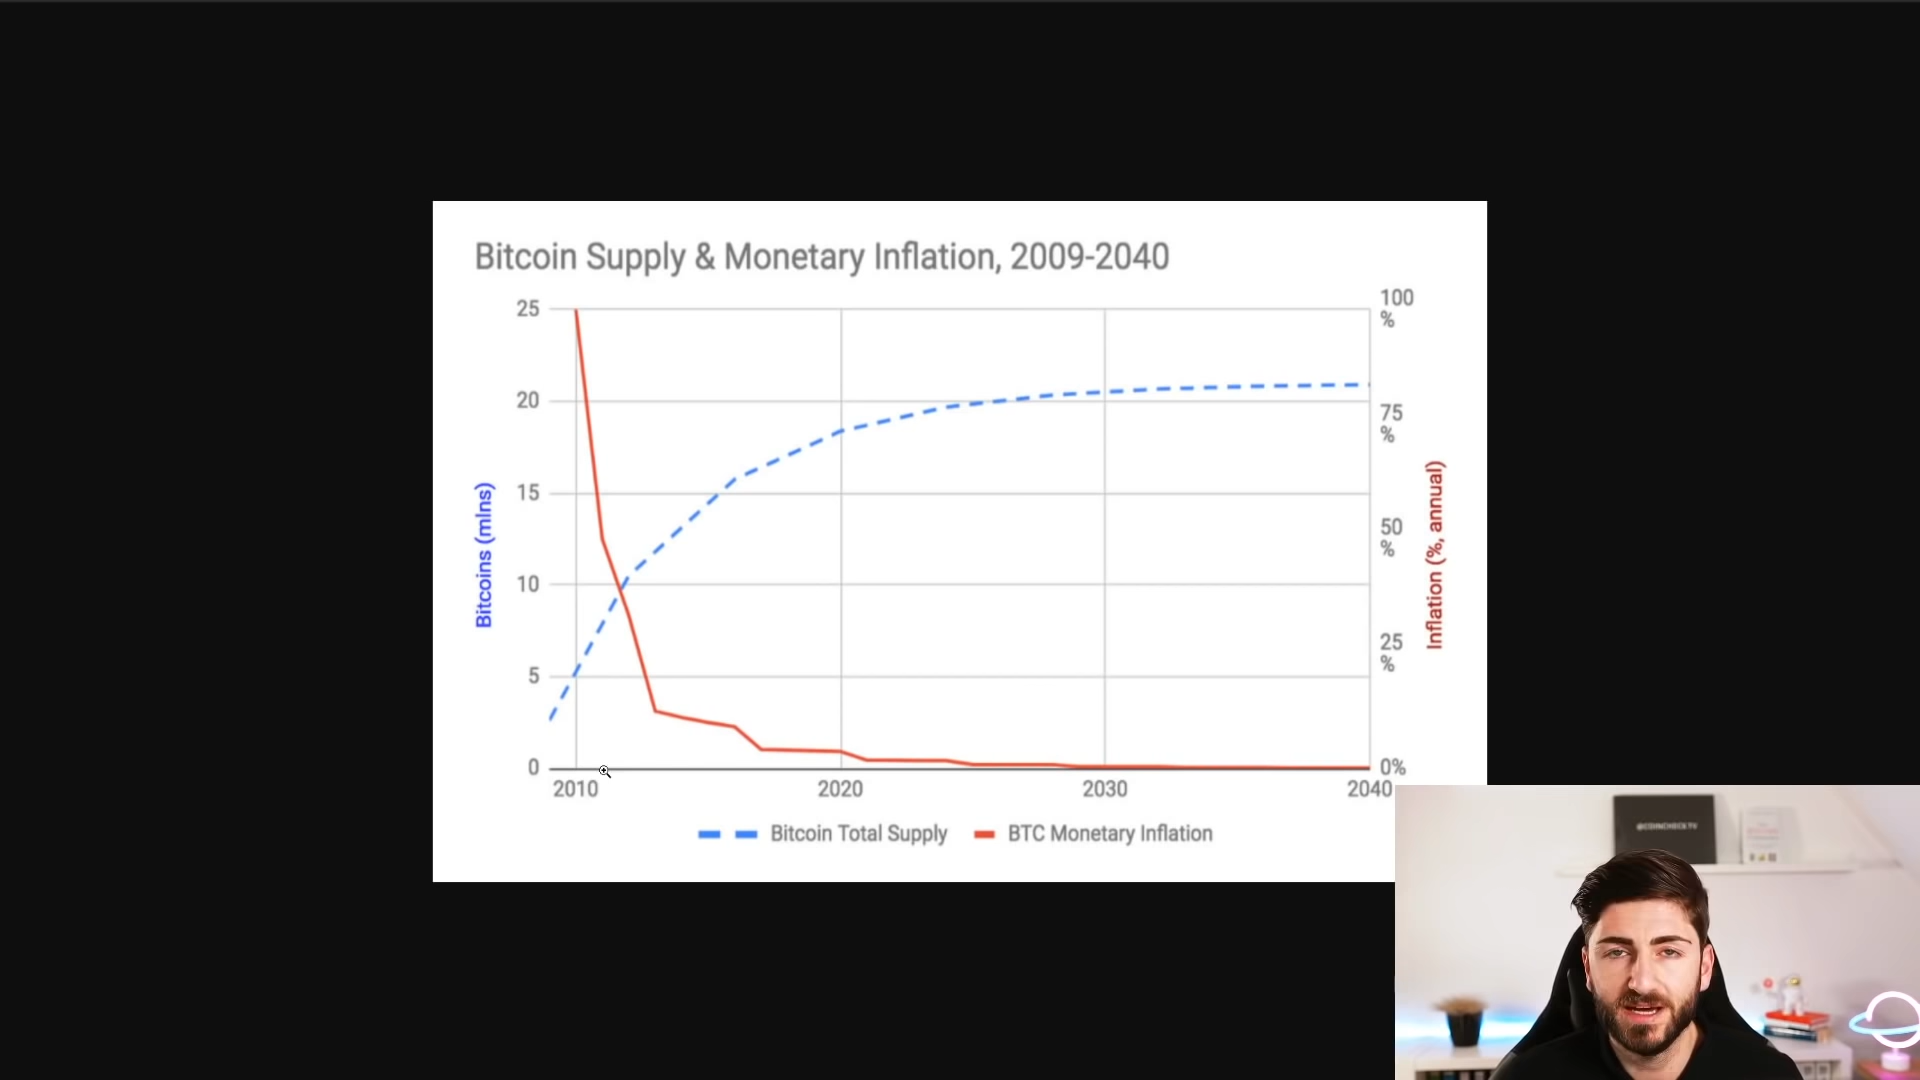 Bitcoin Supply & Monetary Inflation, 2009-2040
25
20
15
10
5
0
Bitcoins (mlns)
100
%
75
%
50
%
25
%
0%
Inflation (%, annual)
2010 2020 2030 2040
Bitcoin Total Supply BTC Monetary Inflation
@COINCHECKTV